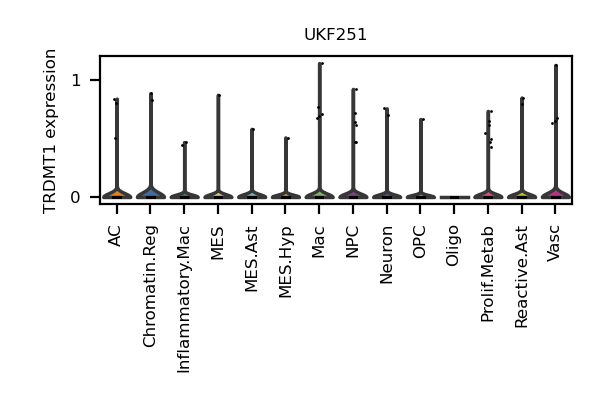 UKF251
TRDMT1 expression
1
0
AC
Chromatin.Reg
Inflammatory.Mac
MES
MES.Ast
MES.Hyp
Mac
NPC
Neuron
OPC
Oligo
Prolif.Metab
Reactive.Ast
Vasc